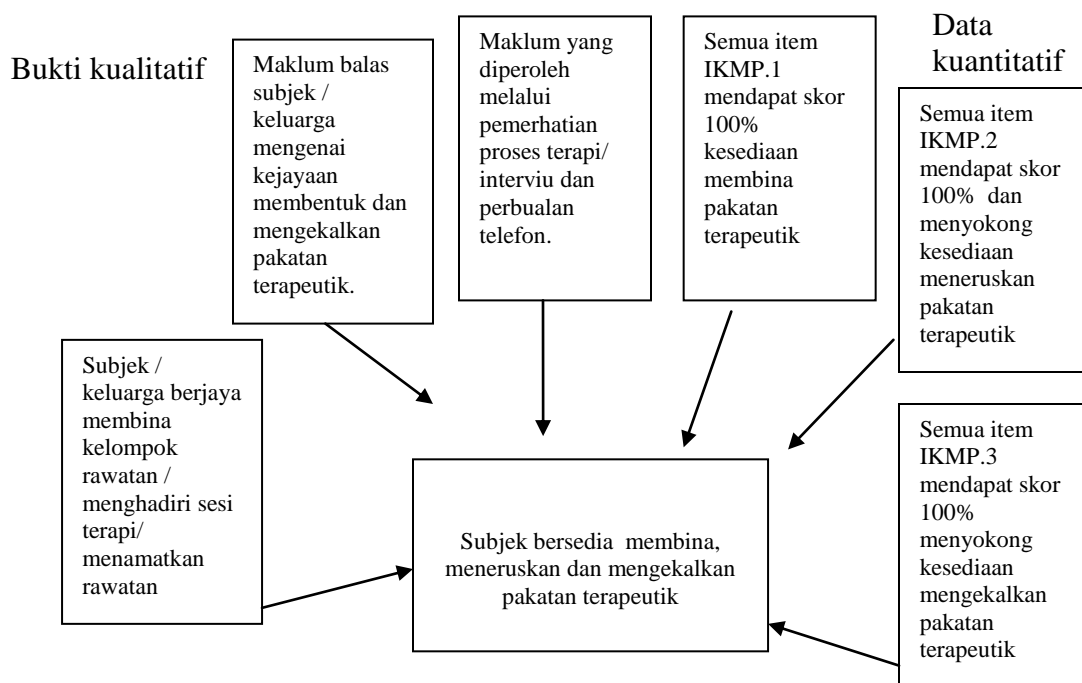 Bukti kualitatif
Maklum balas
subjek /
keluarga
mengenai
kejayaan
membentuk dan
mengekalkan
pakatan
terapeutik.
Maklum yang
diperoleh
melalui
pemerhatian
proses terapi/
interviu dan
perbualan
telefon.
Semua item
IKMP.1
mendapat skor
100%
kesediaan
membina
pakatan
terapeutik
Data
kuantitatif
Semua item
IKMP.2
mendapat skor
100% dan
menyokong
kesediaan
meneruskan
pakatan
terapeutik
Subjek /
keluarga berjaya
membina
kelompok
rawatan /
menghadiri sesi
terapi/
menamatkan
rawatan
Subjek bersedia membina,
meneruskan dan mengekalkan
pakatan terapeutik
Semua item
IKMP.3
mendapat skor
100%
menyokong
kesediaan
mengekalkan
pakatan
terapeutik